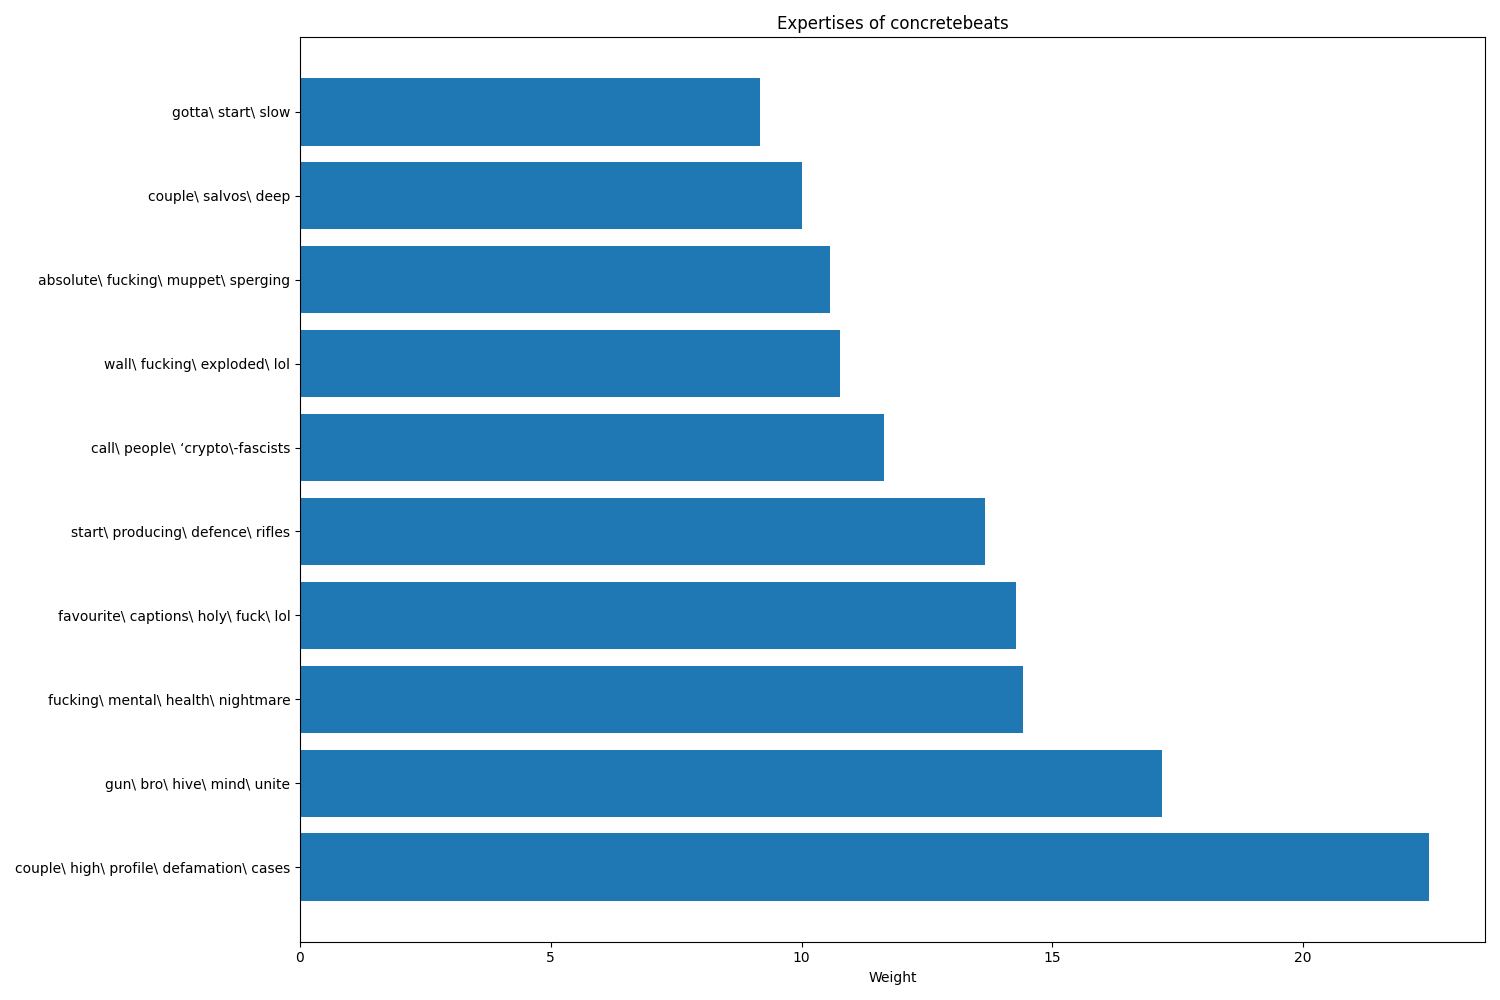 Expertises of concretebeats
gotta\ start\ slow
couple\ salvos\ deep
absolute\ fucking\ muppet\ sperging
wall\ fucking\ exploded\ lol
call\ people\ ‘crypto\-fascists
start\ producing\ defence\ rifles
favourite\ captions\ holy\ fuck\ lol
fucking\ mental\ health\ nightmare
gun\ bro\ hive\ mind\ unite
couple\ high\ profile\ defamation\ cases
0 5 10 15 20
Weight